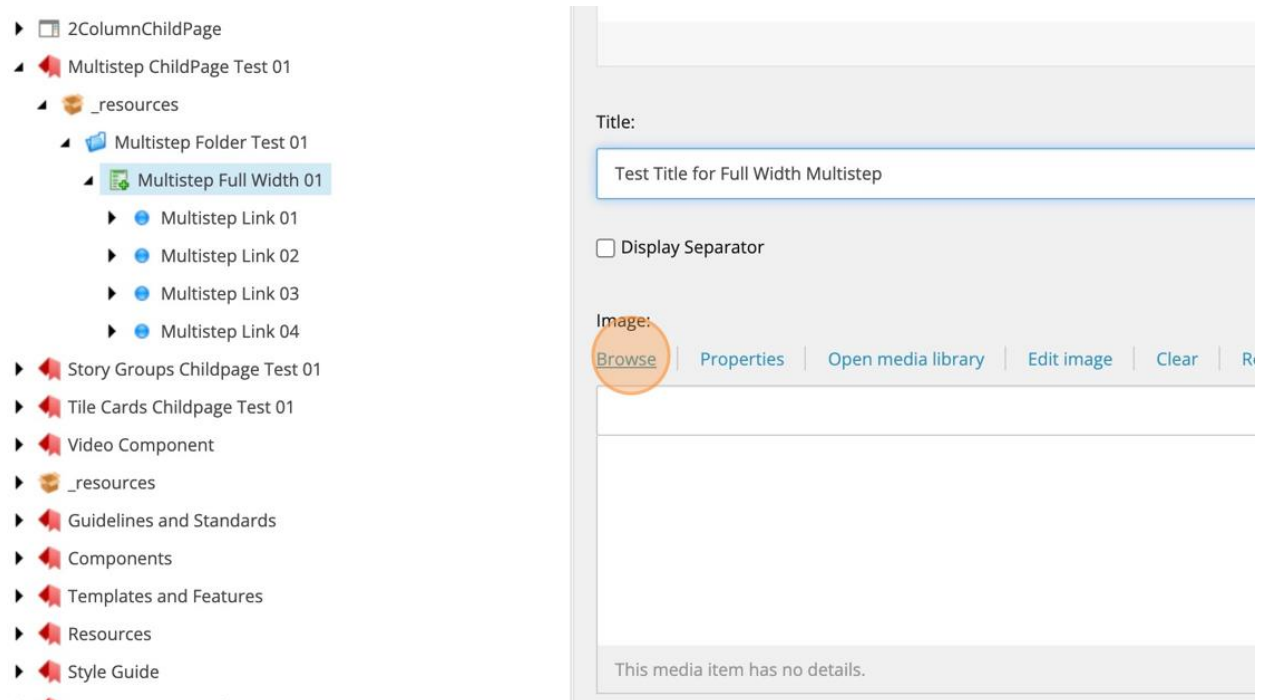 2ColumnChildPage
Multistep ChildPage Test 01
_resources
Multistep Folder Test 01
Multistep Full Width 01
Multistep Link 01
Multistep Link 02
Multistep Link 03
Multistep Link 04
Story Groups Childpage Test 01
Tile Cards Childpage Test 01
Video Component
_resources
Guidelines and Standards
Components
Templates and Features
Resources
Style Guide
Title:
Test Title for Full Width Multistep
Display Separator
Image:
Browse Properties Open media library Edit image Clear
This media item has no details.